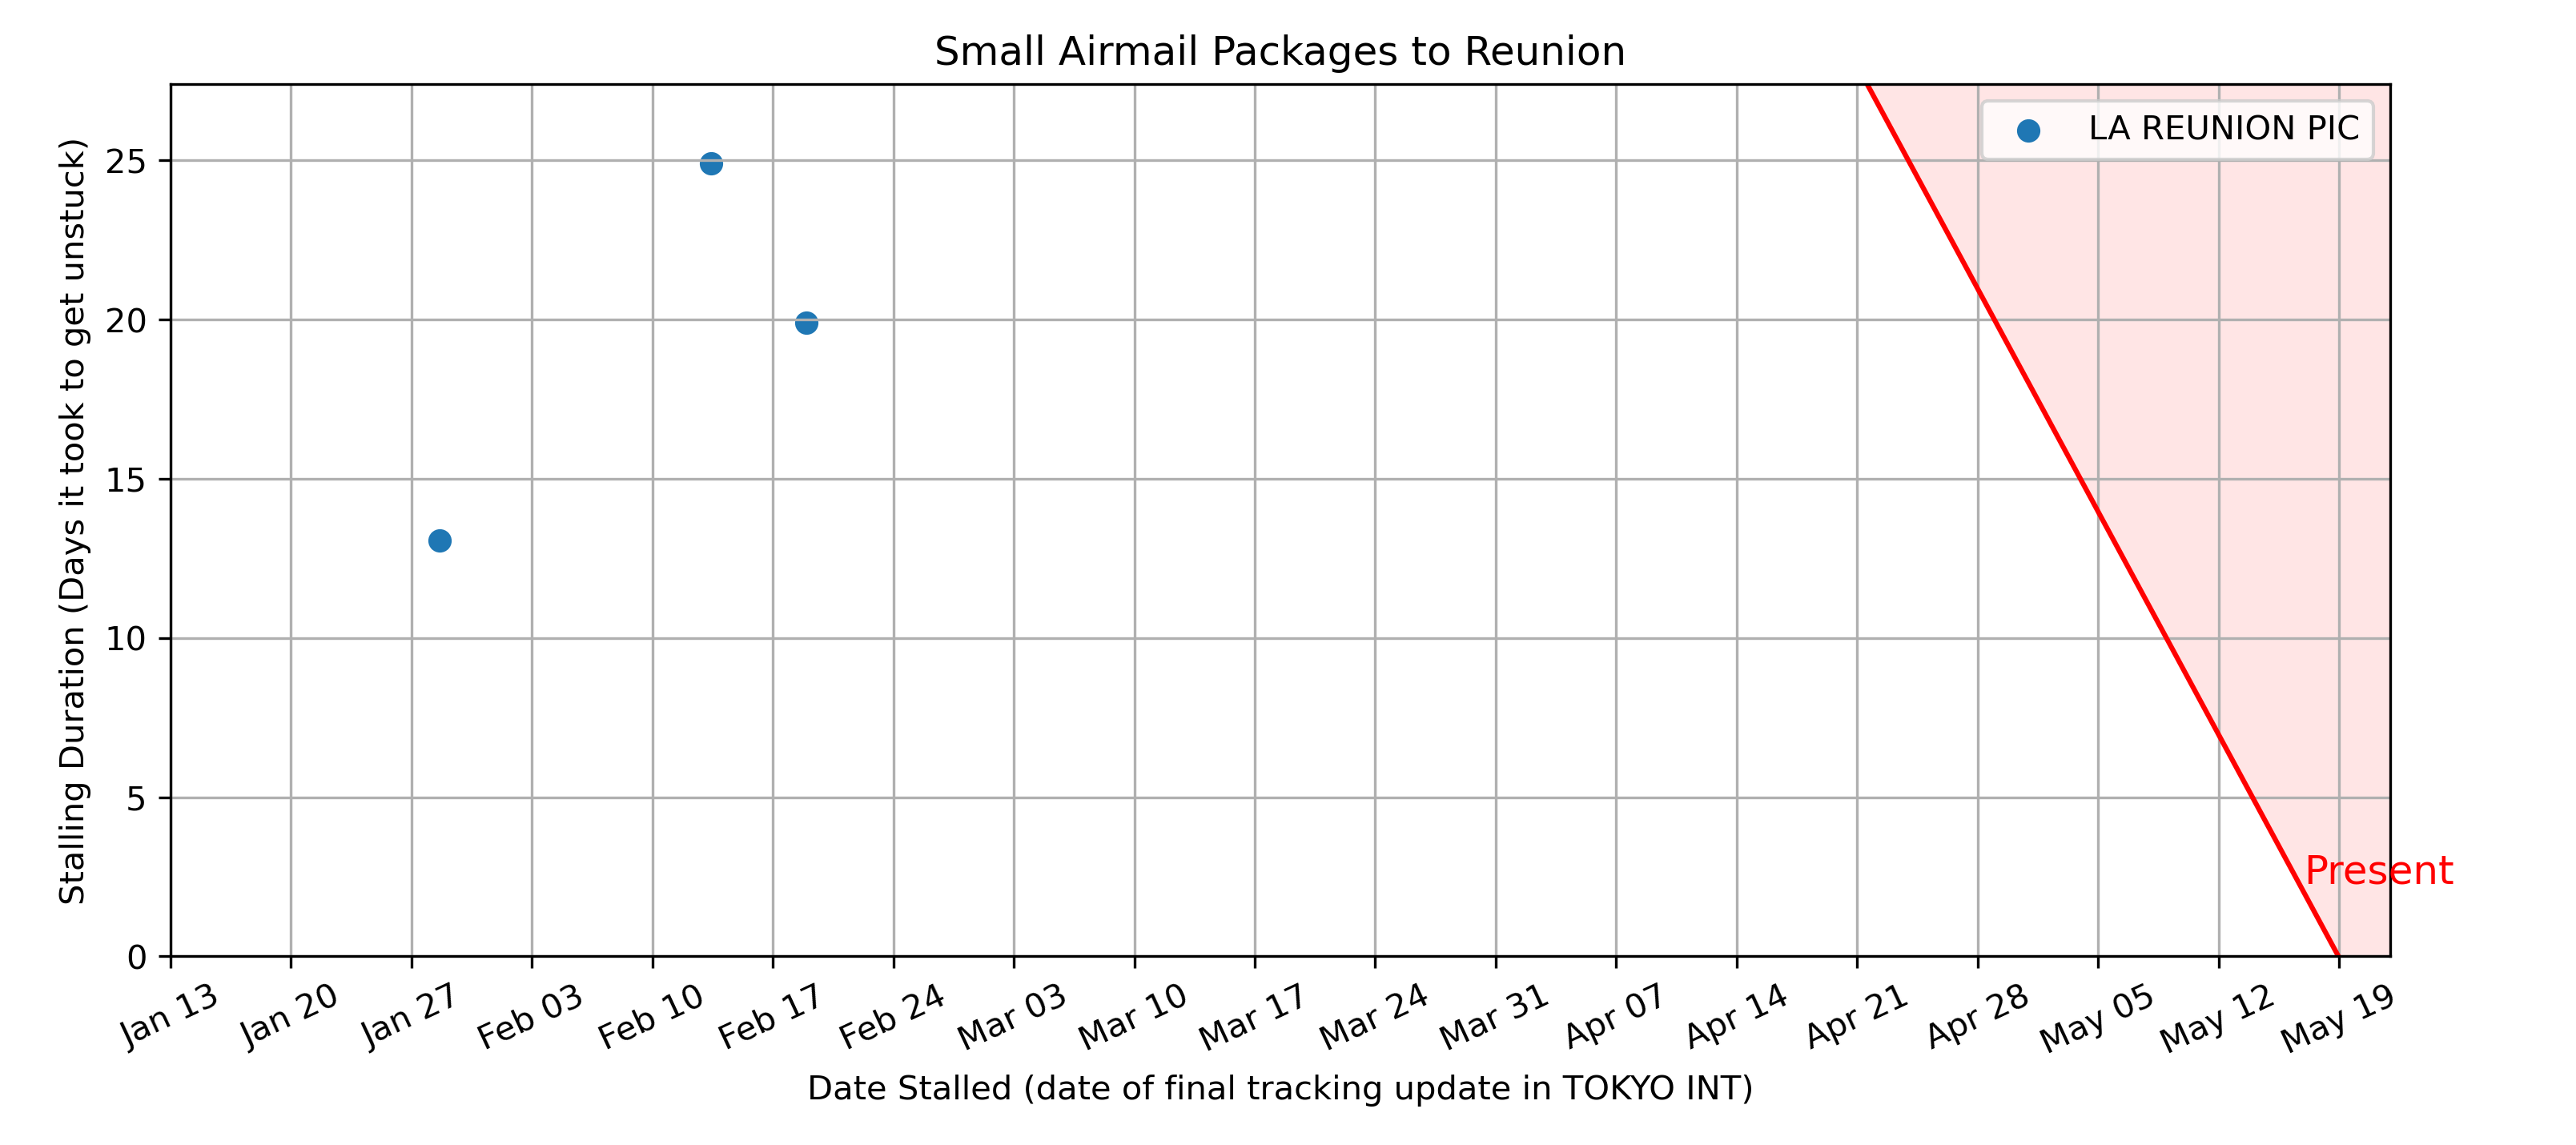 Small Airmail Packages to Reunion
LA REUNION PIC
Stalling Duration (Days it took to get unstuck)
25
20
15
10
5
0
Present
Jan 13
Jan 20
Jan 27
Feb 03
Feb 10
Feb 17
Feb 24
Mar 03
Mar 10
Mar 17
Mar 24
Mar 31
Apr 07
Apr 14
Apr 21
Apr 28
May 05
May 12
May 19
Date Stalled (date of final tracking update in TOKYO INT)